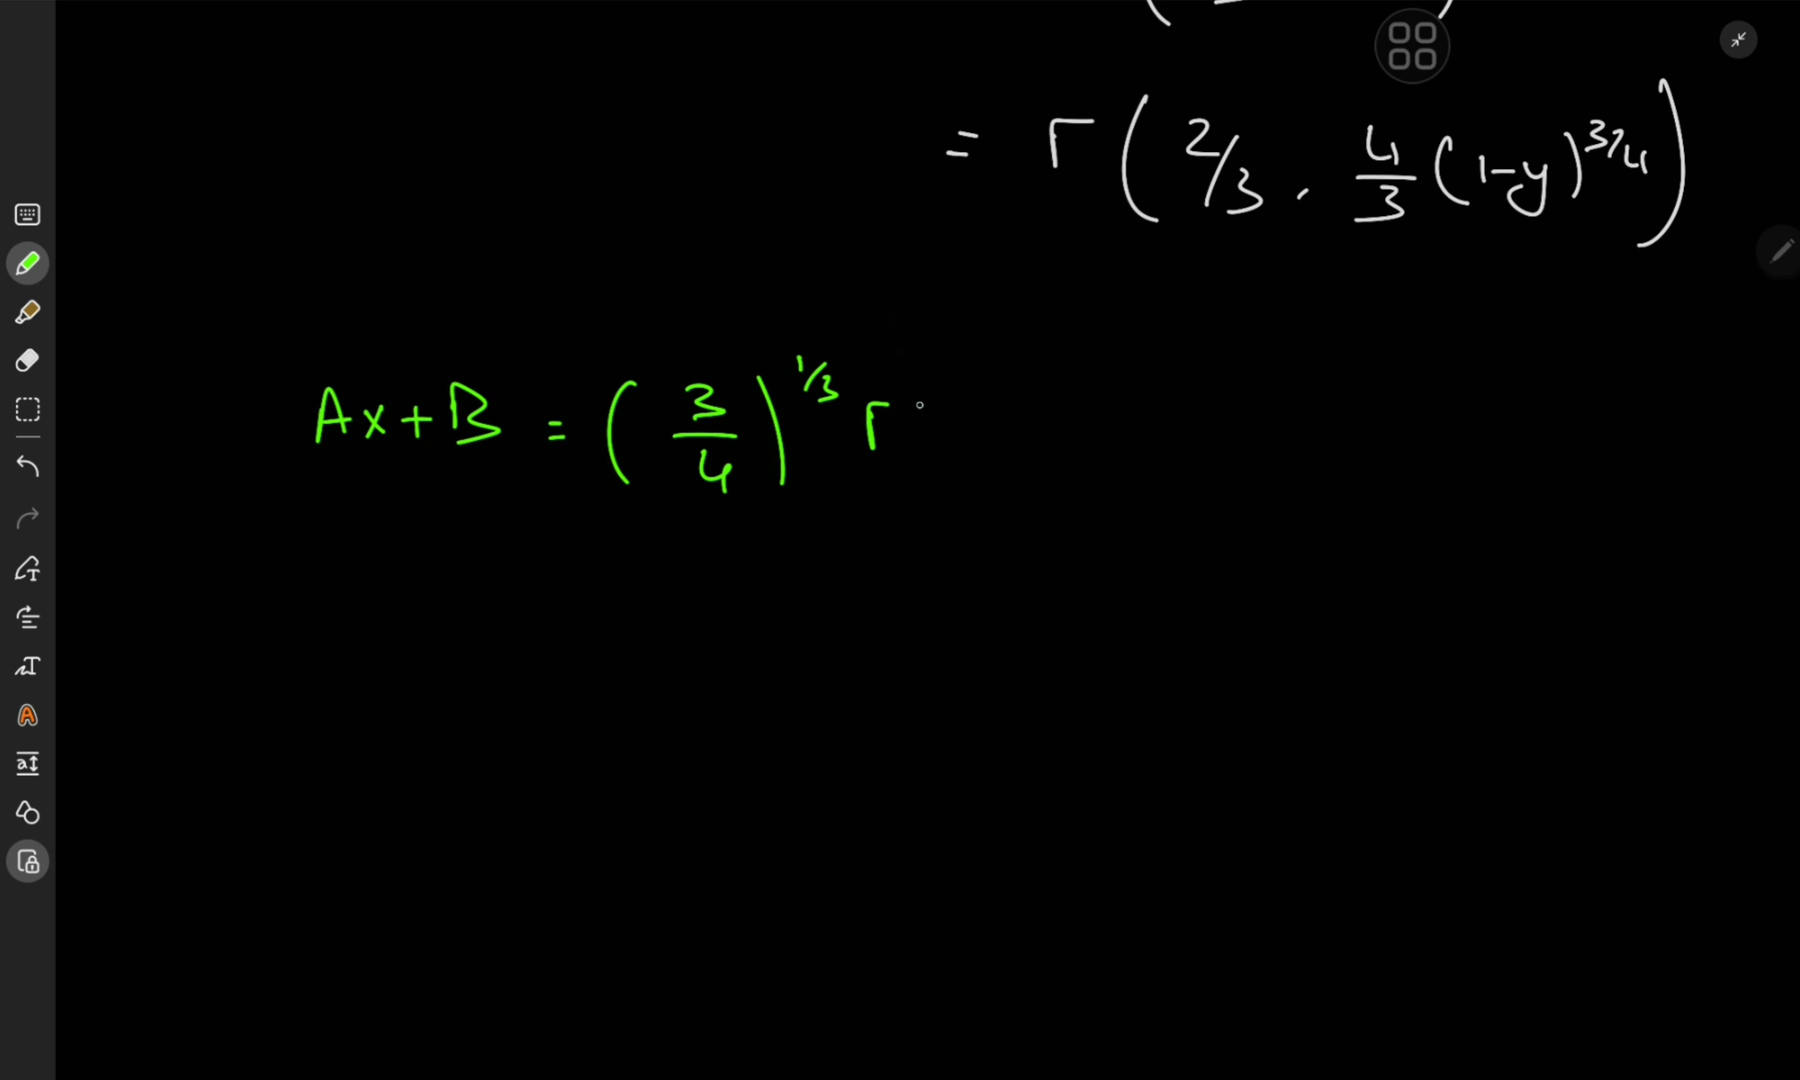 = Γ(2/3, 4/3 (1-y)^3/4)
Ax+B = (3/4)^1/3 Γ